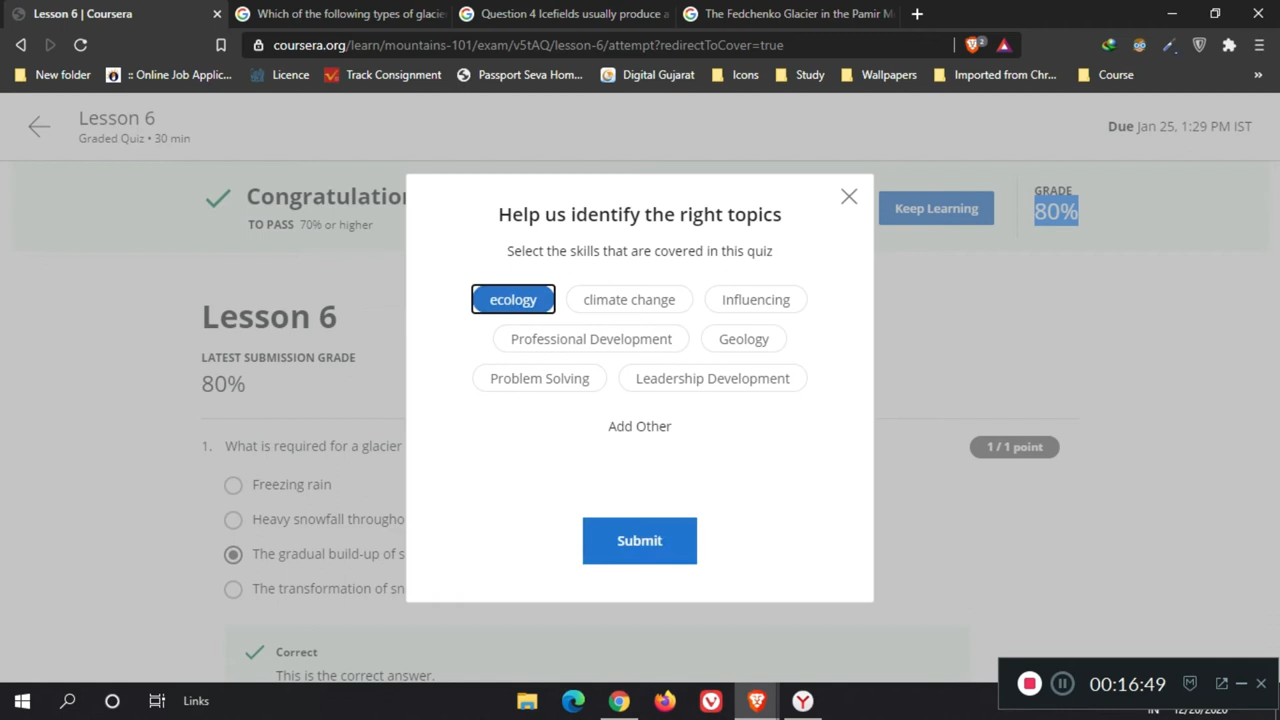 Lesson 6 | Coursera
Which of the following types of glacie
Question 4 Icefields usually produce a
The Fedchenko Glacier in the Pamir M
coursera.org/learn/mountains-101/exam/v5tAQ/lesson-6/attempt?redirectToCover=true
2
New folder
:: Online Job Applic...
Licence
Track Consignment
Passport Seva Hom...
Digital Gujarat
Icons
Study
Wallpapers
Imported from Chr...
Course
»
Lesson 6
Graded Quiz • 30 min
Due Jan 25, 1:29 PM IST
Congratulation
TO PASS 70% or higher
Keep Learning
GRADE
80%
Help us identify the right topics
Select the skills that are covered in this quiz
ecology
climate change
Influencing
Professional Development
Geology
Problem Solving
Leadership Development
Add Other
Submit
Lesson 6
LATEST SUBMISSION GRADE
80%
1. What is required for a glacier
1 / 1 point
Freezing rain
Heavy snowfall througho
The gradual build-up of s
The transformation of sn
Correct
This is the correct answer.
00:16:49
Links
IN
12/26/2020